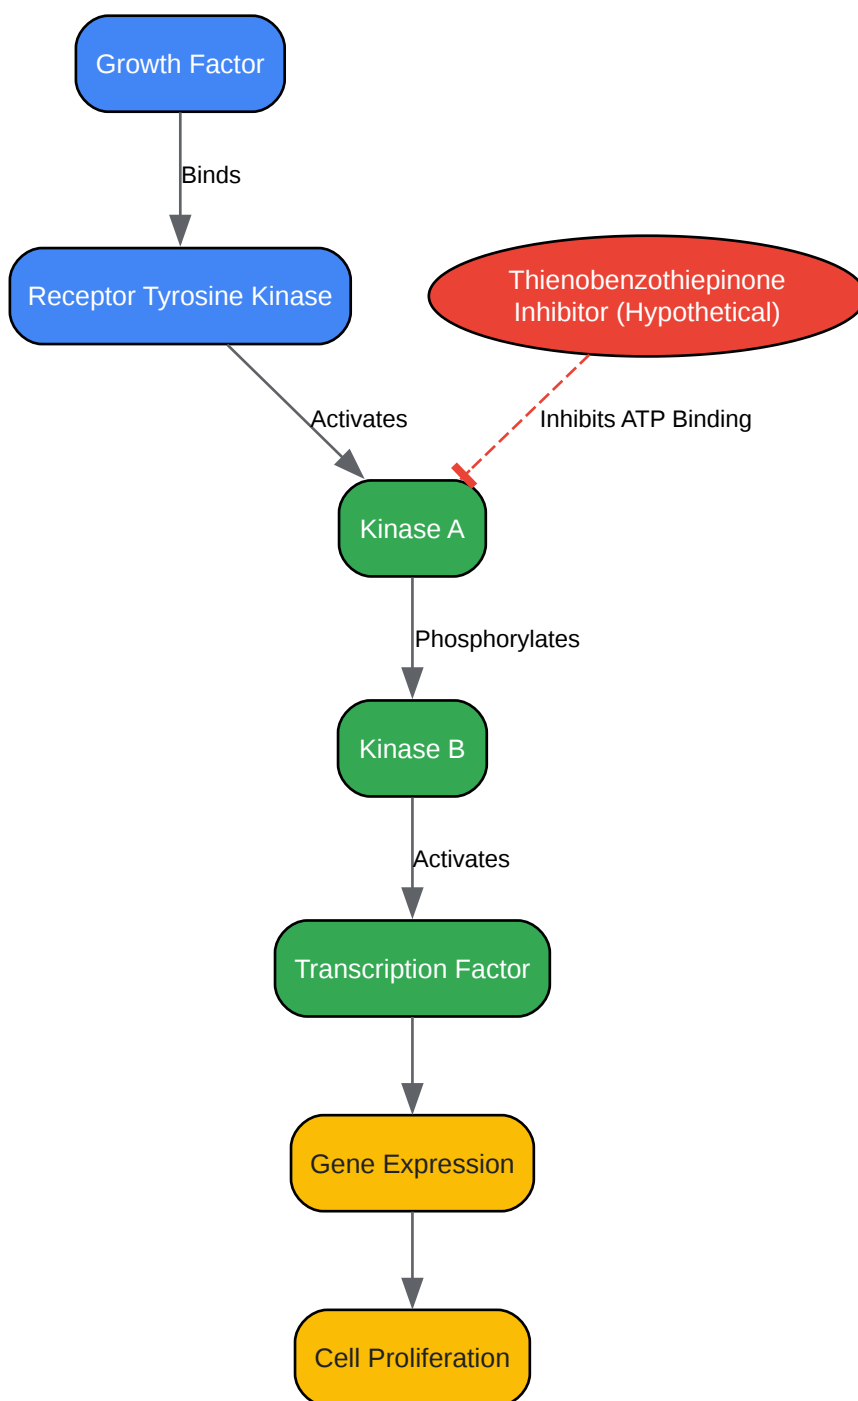 Growth Factor
Binds
Receptor Tyrosine Kinase
Thienobenzothiepinone
Inhibitor (Hypothetical)
Activates
Inhibits ATP Binding
Kinase A
Phosphorylates
Kinase B
Activates
Transcription Factor
Gene Expression
Cell Proliferation